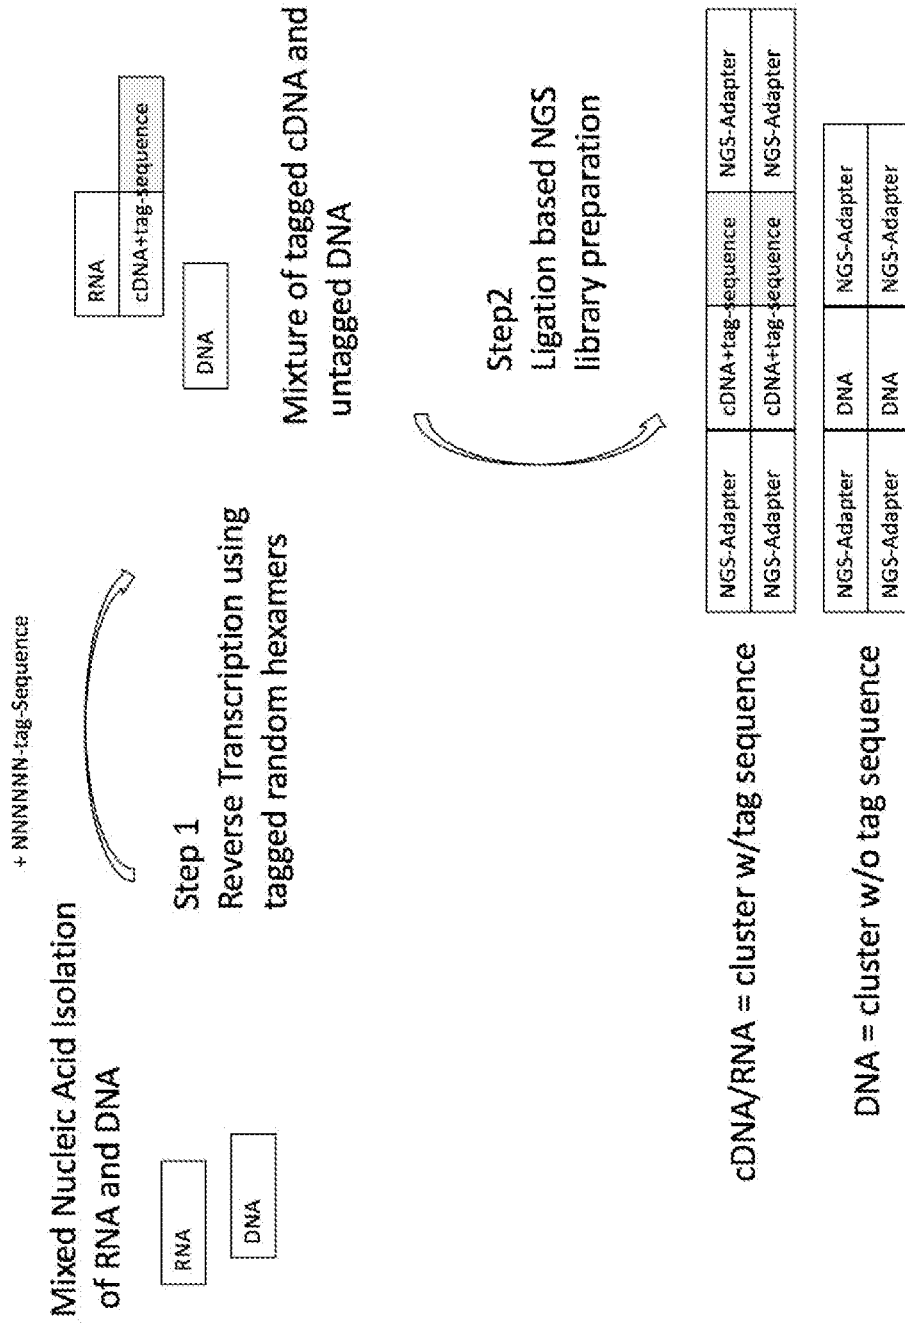 + NNNNNN-tag-Sequence
Mixed Nucleic Acid Isolation
of RNA and DNA
RNA
DNA
Step 1
Reverse Transcription using
tagged random hexamers
RNA
cDNA+tag-sequence
DNA
Mixture of tagged cDNA and
untagged DNA
Step2
Ligation based NGS
library preparation
cDNA/RNA = cluster w/tag sequence
NGS-Adapter cDNA+tag-sequence NGS-Adapter
NGS-Adapter cDNA+tag-sequence NGS-Adapter
DNA = cluster w/o tag sequence
NGS-Adapter DNA NGS-Adapter
NGS-Adapter DNA NGS-Adapter